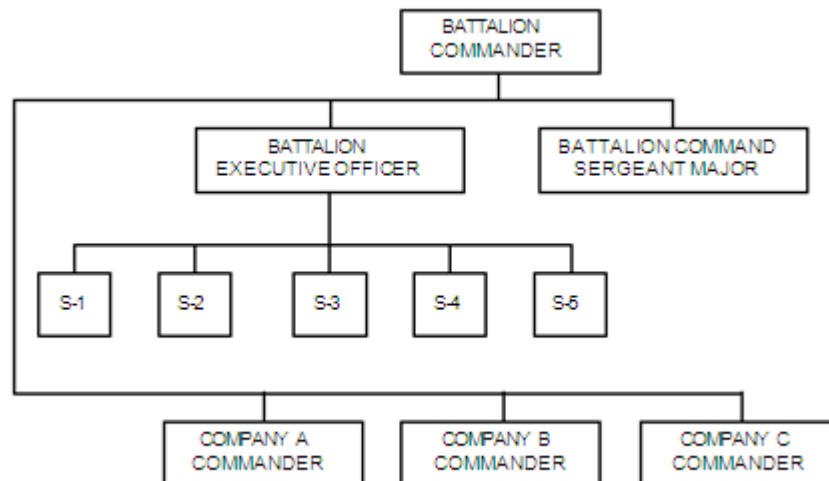 BATTALION
COMMANDER
BATTALION
EXECUTIVE OFFICER
BATTALION COMMAND
SERGEANT MAJOR
S-1
S-2
S-3
S-4
S-5
COMPANY A
COMMANDER
COMPANY B
COMMANDER
COMPANY C
COMMANDER